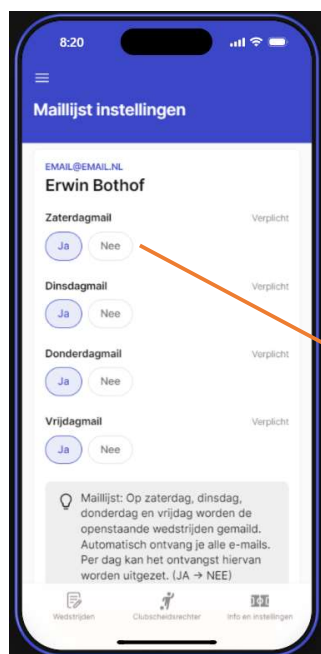 8:20
Maillijst instellingen
EMAIL@EMAIL.NL
Erwin Bothof
Zaterdagmail Verplicht
Ja Nee
Dinsdagmail Verplicht
Ja Nee
Donderdagmail Verplicht
Ja Nee
Vrijdagmail Verplicht
Ja Nee
Maillijst: Op zaterdag, dinsdag,
donderdag en vrijdag worden de
openstaande wedstrijden gemaild.
Automatisch ontvang je alle e-mails.
Per dag kan het ontvangst hiervan
worden uitgezet. (JA → NEE)
Wedstrijden Clubscheidsrechter Info en instellingen